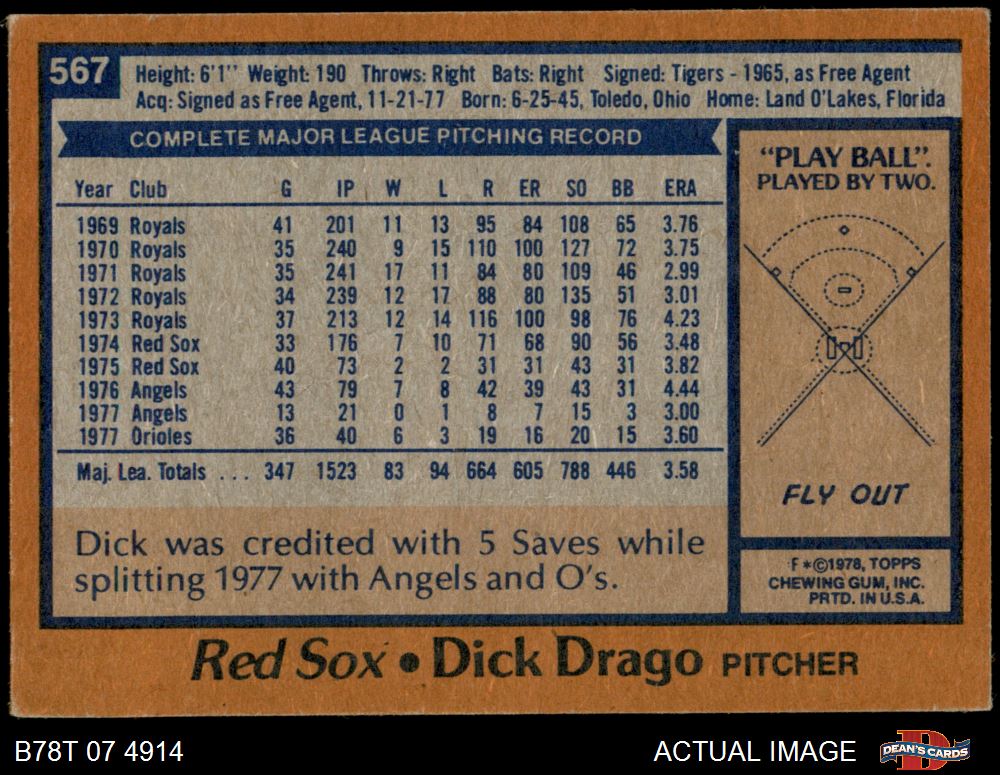 567
Height: 6'1" Weight: 190 Throws: Right Bats: Right Signed: Tigers - 1965, as Free Agent
Acq: Signed as Free Agent, 11-21-77 Born: 6-25-45, Toledo, Ohio Home: Land O'Lakes, Florida
COMPLETE MAJOR LEAGUE PITCHING RECORD
Year Club G IP W L R ER SO BB ERA
1969 Royals 41 201 11 13 95 84 108 65 3.76
1970 Royals 35 240 9 15 110 100 127 72 3.75
1971 Royals 35 241 17 11 84 80 109 46 2.99
1972 Royals 34 239 12 17 88 80 135 51 3.01
1973 Royals 37 213 12 14 116 100 98 76 4.23
1974 Red Sox 33 176 7 10 71 68 90 56 3.48
1975 Red Sox 40 73 2 2 31 31 43 31 3.82
1976 Angels 43 79 7 8 42 39 43 31 4.44
1977 Angels 13 21 0 1 8 7 15 3 3.00
1977 Orioles 36 40 6 3 19 16 20 15 3.60
Maj. Lea. Totals ... 347 1523 83 94 664 605 788 446 3.58
Dick was credited with 5 Saves while
splitting 1977 with Angels and O's.
"PLAY BALL".
PLAYED BY TWO.
FLY OUT
F*©1978, TOPPS
CHEWING GUM, INC.
PRTD. IN U.S.A.
Red Sox • Dick Drago PITCHER
B78T 07 4914
ACTUAL IMAGE
D
DEAN'S CARDS